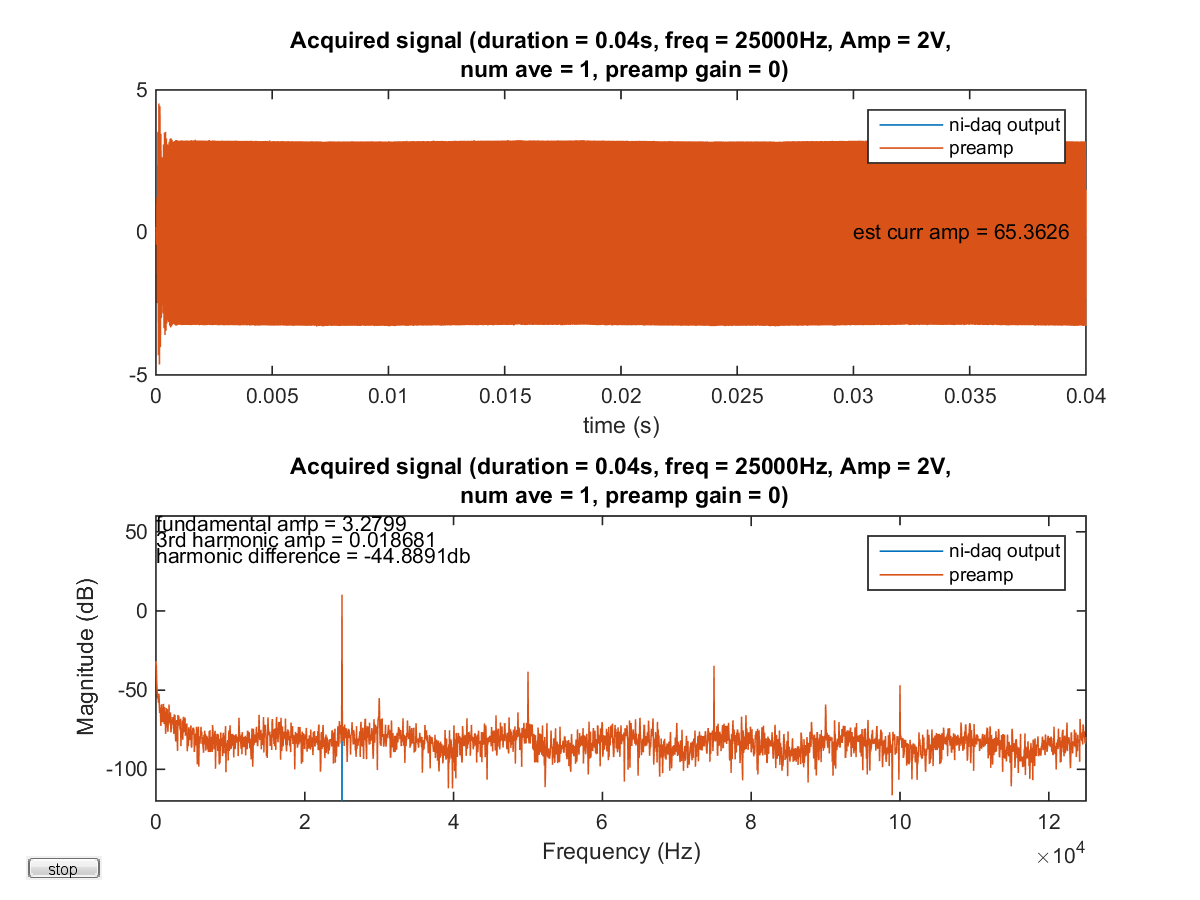 Acquired signal (duration = 0.04s, freq = 25000Hz, Amp = 2V,
num ave = 1, preamp gain = 0)
5
ni-daq output
preamp
0
est curr amp = 65.3626
-5
0 0.005 0.01 0.015 0.02 0.025 0.03 0.035 0.04
time (s)
Acquired signal (duration = 0.04s, freq = 25000Hz, Amp = 2V,
num ave = 1, preamp gain = 0)
fundamental amp = 3.2799
50
3rd harmonic amp = 0.018681
harmonic difference = -44.8891db
ni-daq output
preamp
0
Magnitude (dB)
-50
-100
0 2 4 6 8 10 12
Frequency (Hz)
×10⁴
stop